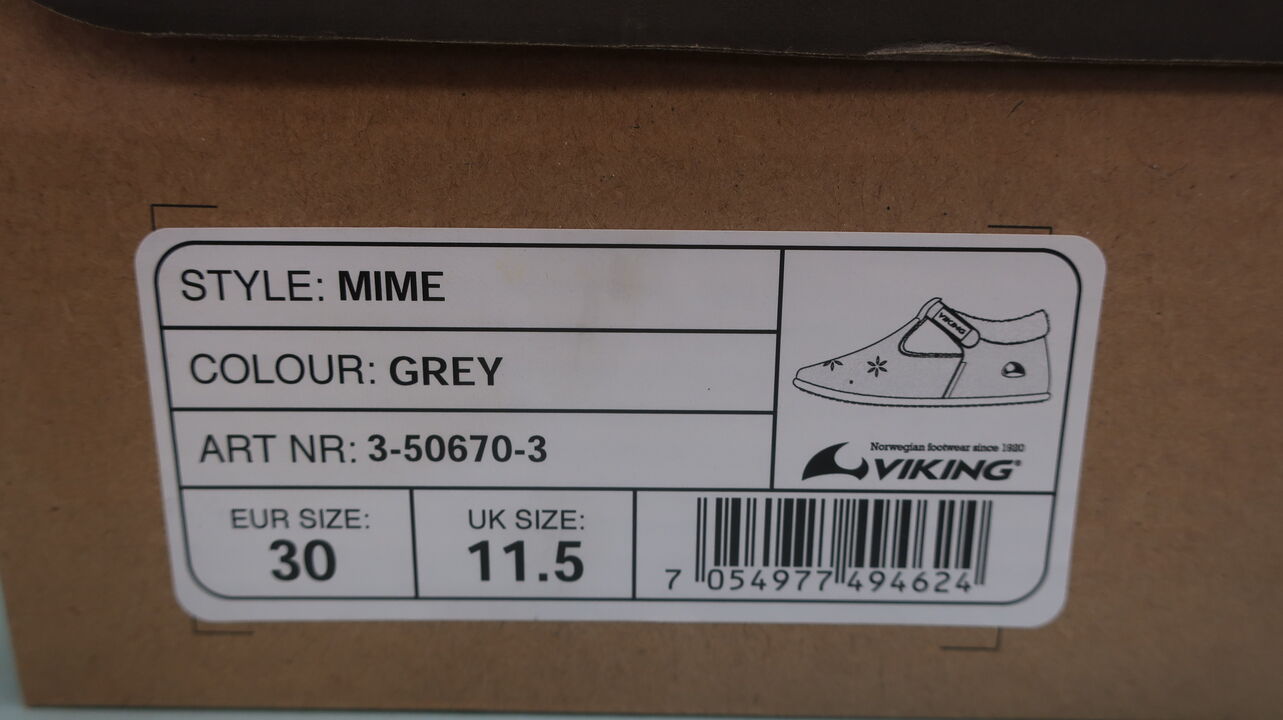 STYLE: MIME
COLOUR: GREY
ART NR: 3-50670-3
VIKING
Norwegian footwear since 1920
VIKING®
EUR SIZE:
30
UK SIZE:
11.5
7 054977 494624